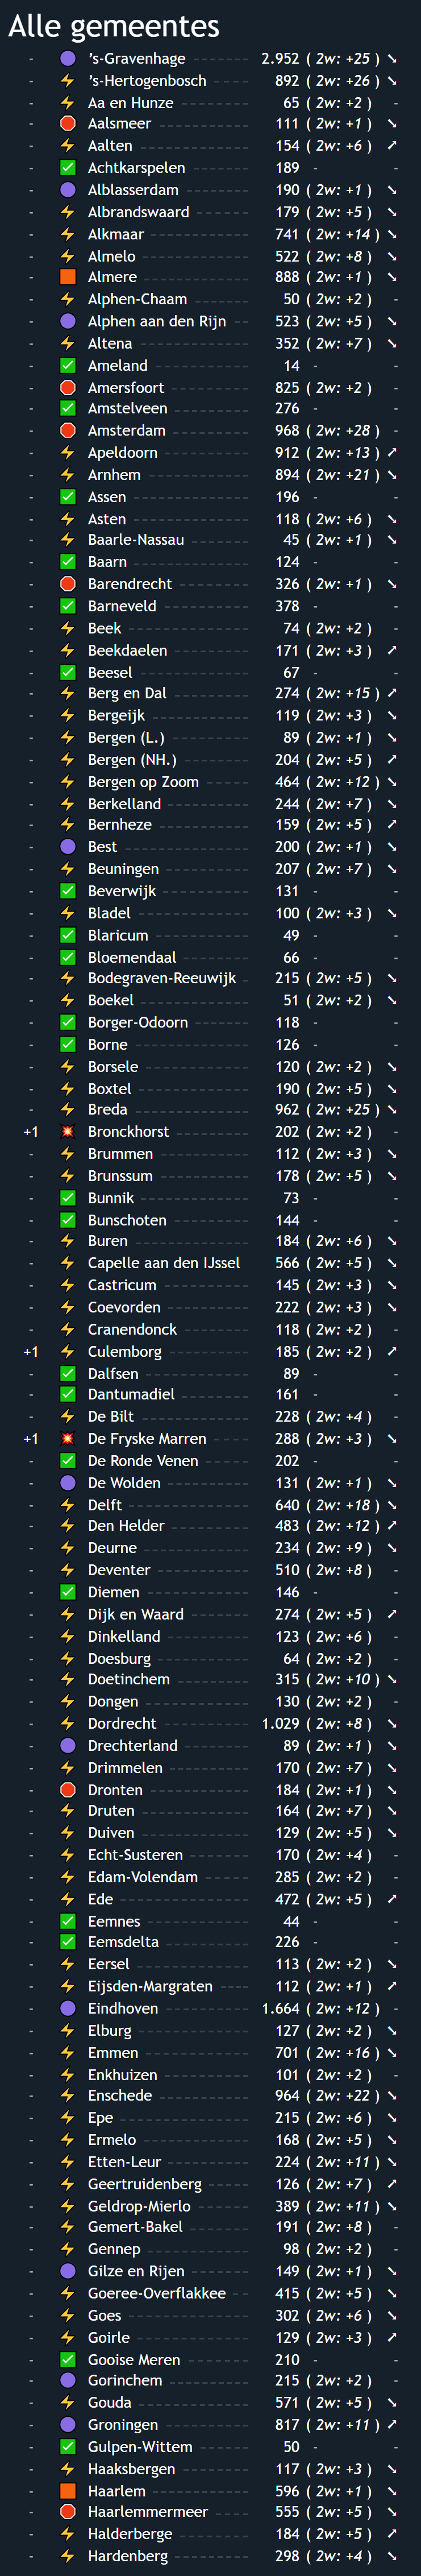 Alle gemeentes
- 's-Gravenhage 2.952 ( 2w: +25 ) ↘
- 's-Hertogenbosch 892 ( 2w: +26 ) ↘
- Aa en Hunze 65 ( 2w: +2 ) -
- Aalsmeer 111 ( 2w: +1 ) ↘
- Aalten 154 ( 2w: +6 ) ↗
- Achtkarspelen 189 - -
- Alblasserdam 190 ( 2w: +1 ) ↘
- Albrandswaard 179 ( 2w: +5 ) ↘
- Alkmaar 741 ( 2w: +14 ) ↘
- Almelo 522 ( 2w: +8 ) ↘
- Almere 888 ( 2w: +1 ) ↘
- Alphen-Chaam 50 ( 2w: +2 ) -
- Alphen aan den Rijn 523 ( 2w: +5 ) ↘
- Altena 352 ( 2w: +7 ) ↘
- Ameland 14 - -
- Amersfoort 825 ( 2w: +2 ) -
- Amstelveen 276 - -
- Amsterdam 968 ( 2w: +28 ) -
- Apeldoorn 912 ( 2w: +13 ) ↗
- Arnhem 894 ( 2w: +21 ) ↘
- Assen 196 - -
- Asten 118 ( 2w: +6 ) ↘
- Baarle-Nassau 45 ( 2w: +1 ) ↘
- Baarn 124 - -
- Barendrecht 326 ( 2w: +1 ) ↘
- Barneveld 378 - -
- Beek 74 ( 2w: +2 ) -
- Beekdaelen 171 ( 2w: +3 ) ↗
- Beesel 67 - -
- Berg en Dal 274 ( 2w: +15 ) ↗
- Bergeijk 119 ( 2w: +3 ) ↘
- Bergen (L.) 89 ( 2w: +1 ) ↘
- Bergen (NH.) 204 ( 2w: +5 ) ↗
- Bergen op Zoom 464 ( 2w: +12 ) ↘
- Berkelland 244 ( 2w: +7 ) ↘
- Bernheze 159 ( 2w: +5 ) ↗
- Best 200 ( 2w: +1 ) ↘
- Beuningen 207 ( 2w: +7 ) ↘
- Beverwijk 131 - -
- Bladel 100 ( 2w: +3 ) ↘
- Blaricum 49 - -
- Bloemendaal 66 - -
- Bodegraven-Reeuwijk 215 ( 2w: +5 ) ↘
- Boekel 51 ( 2w: +2 ) ↘
- Borger-Odoorn 118 - -
- Borne 126 - -
- Borsele 120 ( 2w: +2 ) ↘
- Boxtel 190 ( 2w: +5 ) ↘
- Breda 962 ( 2w: +25 ) ↘
+1 Bronckhorst 202 ( 2w: +2 ) -
- Brummen 112 ( 2w: +3 ) ↘
- Brunssum 178 ( 2w: +5 ) ↘
- Bunnik 73 - -
- Bunschoten 144 - -
- Buren 184 ( 2w: +6 ) ↘
- Capelle aan den IJssel 566 ( 2w: +5 ) ↘
- Castricum 145 ( 2w: +3 ) ↘
- Coevorden 222 ( 2w: +3 ) ↘
- Cranendonck 118 ( 2w: +2 ) -
+1 Culemborg 185 ( 2w: +2 ) ↗
- Dalfsen 89 - -
- Dantumadiel 161 - -
- De Bilt 228 ( 2w: +4 ) -
+1 De Fryske Marren 288 ( 2w: +3 ) ↘
- De Ronde Venen 202 - -
- De Wolden 131 ( 2w: +1 ) ↘
- Delft 640 ( 2w: +18 ) ↘
- Den Helder 483 ( 2w: +12 ) ↗
- Deurne 234 ( 2w: +9 ) ↘
- Deventer 510 ( 2w: +8 ) -
- Diemen 146 - -
- Dijk en Waard 274 ( 2w: +5 ) ↗
- Dinkelland 123 ( 2w: +6 ) -
- Doesburg 64 ( 2w: +2 ) -
- Doetinchem 315 ( 2w: +10 ) ↘
- Dongen 130 ( 2w: +2 ) -
- Dordrecht 1.029 ( 2w: +8 ) ↘
- Drechterland 89 ( 2w: +1 ) ↘
- Drimmelen 170 ( 2w: +7 ) ↘
- Dronten 184 ( 2w: +1 ) ↘
- Druten 164 ( 2w: +7 ) ↘
- Duiven 129 ( 2w: +5 ) ↘
- Echt-Susteren 170 ( 2w: +4 ) -
- Edam-Volendam 285 ( 2w: +2 ) -
- Ede 472 ( 2w: +5 ) ↗
- Eemnes 44 - -
- Eemsdelta 226 - -
- Eersel 113 ( 2w: +2 ) ↘
- Eijsden-Margraten 112 ( 2w: +1 ) ↗
- Eindhoven 1.664 ( 2w: +12 ) -
- Elburg 127 ( 2w: +2 ) ↘
- Emmen 701 ( 2w: +16 ) ↘
- Enkhuizen 101 ( 2w: +2 ) -
- Enschede 964 ( 2w: +22 ) ↘
- Epe 215 ( 2w: +6 ) ↘
- Ermelo 168 ( 2w: +5 ) ↘
- Etten-Leur 224 ( 2w: +11 ) ↘
- Geertruidenberg 126 ( 2w: +7 ) ↗
- Geldrop-Mierlo 389 ( 2w: +11 ) ↘
- Gemert-Bakel 191 ( 2w: +8 ) -
- Gennep 98 ( 2w: +2 ) -
- Gilze en Rijen 149 ( 2w: +1 ) ↘
- Goeree-Overflakkee 415 ( 2w: +5 ) ↘
- Goes 302 ( 2w: +6 ) ↘
- Goirle 129 ( 2w: +3 ) ↗
- Gooise Meren 210 - -
- Gorinchem 215 ( 2w: +2 ) -
- Gouda 571 ( 2w: +5 ) ↘
- Groningen 817 ( 2w: +11 ) ↗
- Gulpen-Wittem 50 - -
- Haaksbergen 117 ( 2w: +3 ) ↘
- Haarlem 596 ( 2w: +1 ) ↘
- Haarlemmermeer 555 ( 2w: +5 ) ↘
- Halderberge 184 ( 2w: +5 ) ↗
- Hardenberg 298 ( 2w: +4 ) ↘